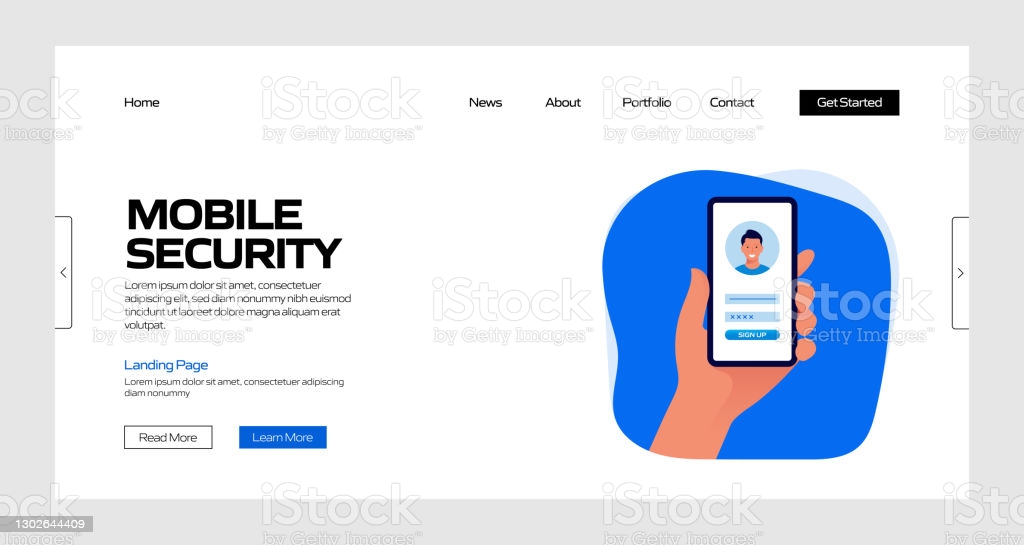 Home
News
About
Portfolio
Contact
Get Started
MOBILE
SECURITY
Lorem ipsum dolor sit amet, consectetuer
adipiscing elit, sed diam nonummy nibh euismod
tincidunt ut laoreet dolore magna aliquam erat
volutpat.
Landing Page
Lorem ipsum dolor sit amet, consectetuer adipiscing
diam nonummy
Read More
Learn More
xxxx
SIGN UP
iStock
by Getty Images™
1302644409